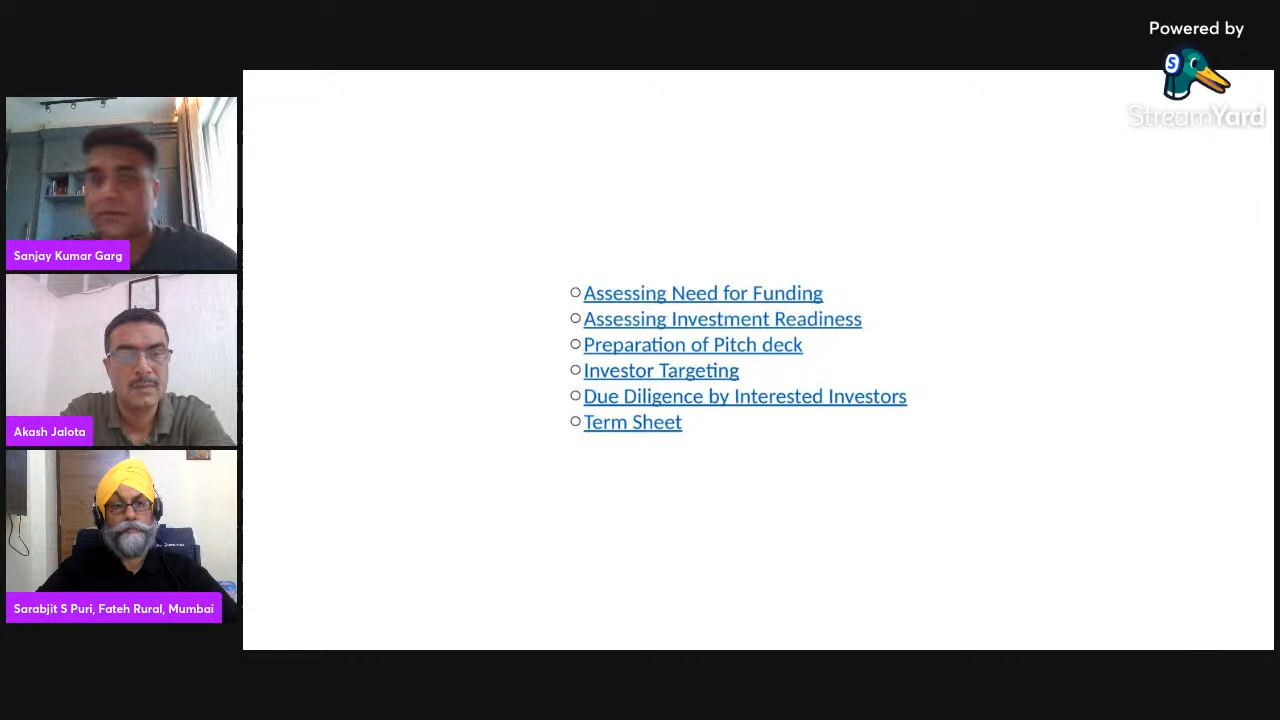 Powered by
StreamYard
Sanjay Kumar Garg
Akash Jalota
Sarabjit S Puri, Fateh Rural, Mumbai
Assessing Need for Funding
Assessing Investment Readiness
Preparation of Pitch deck
Investor Targeting
Due Diligence by Interested Investors
Term Sheet